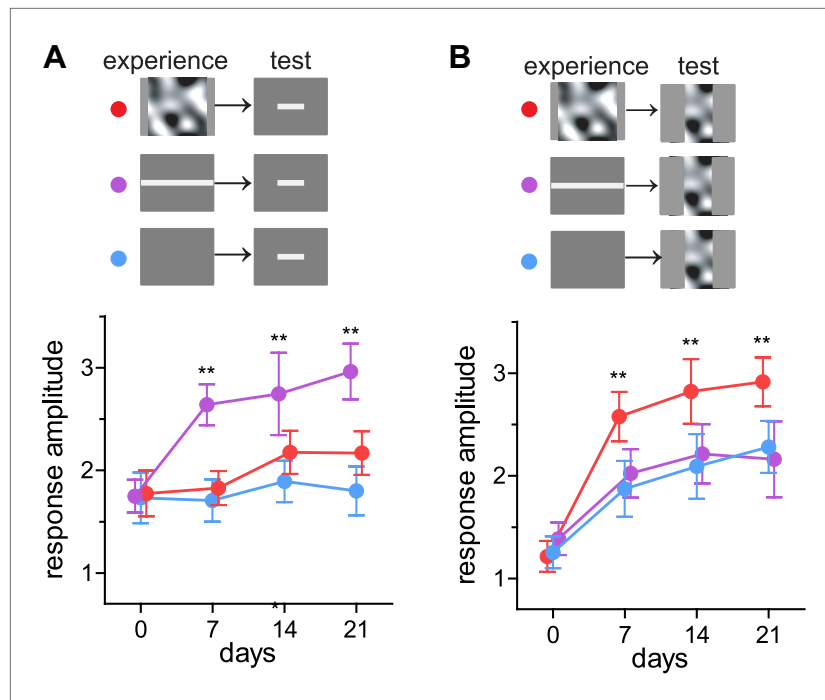 A
experience test
3
2
1
response amplitude
** ** **
*
0 7 14 21
days
B
experience test
3
2
1
response amplitude
** ** **
0 7 14 21
days